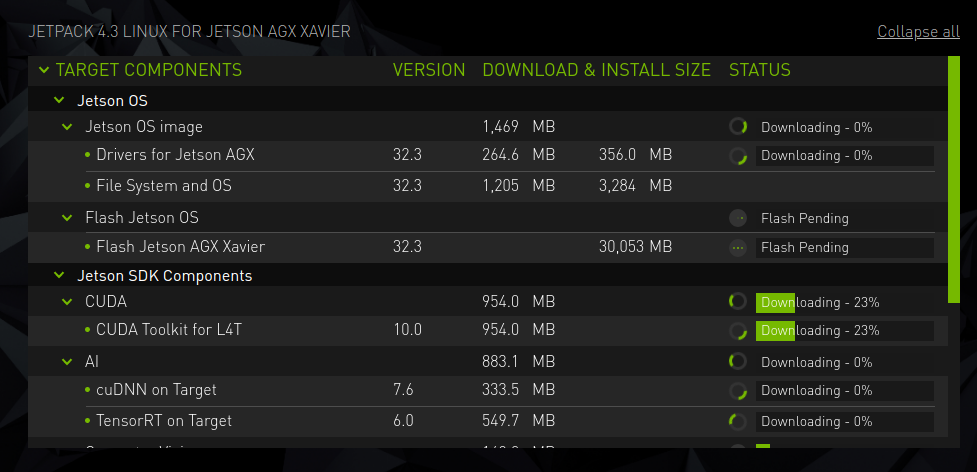 JETPACK 4.3 LINUX FOR JETSON AGX XAVIER Collapse all
TARGET COMPONENTS VERSION DOWNLOAD & INSTALL SIZE STATUS
Jetson OS
Jetson OS image 1,469 MB Downloading - 0%
Drivers for Jetson AGX 32.3 264.6 MB 356.0 MB Downloading - 0%
File System and OS 32.3 1,205 MB 3,284 MB
Flash Jetson OS Flash Pending
Flash Jetson AGX Xavier 32.3 30,053 MB Flash Pending
Jetson SDK Components
CUDA 954.0 MB Downloading - 23%
CUDA Toolkit for L4T 10.0 954.0 MB Downloading - 23%
AI 883.1 MB Downloading - 0%
cuDNN on Target 7.6 333.5 MB Downloading - 0%
TensorRT on Target 6.0 549.7 MB Downloading - 0%